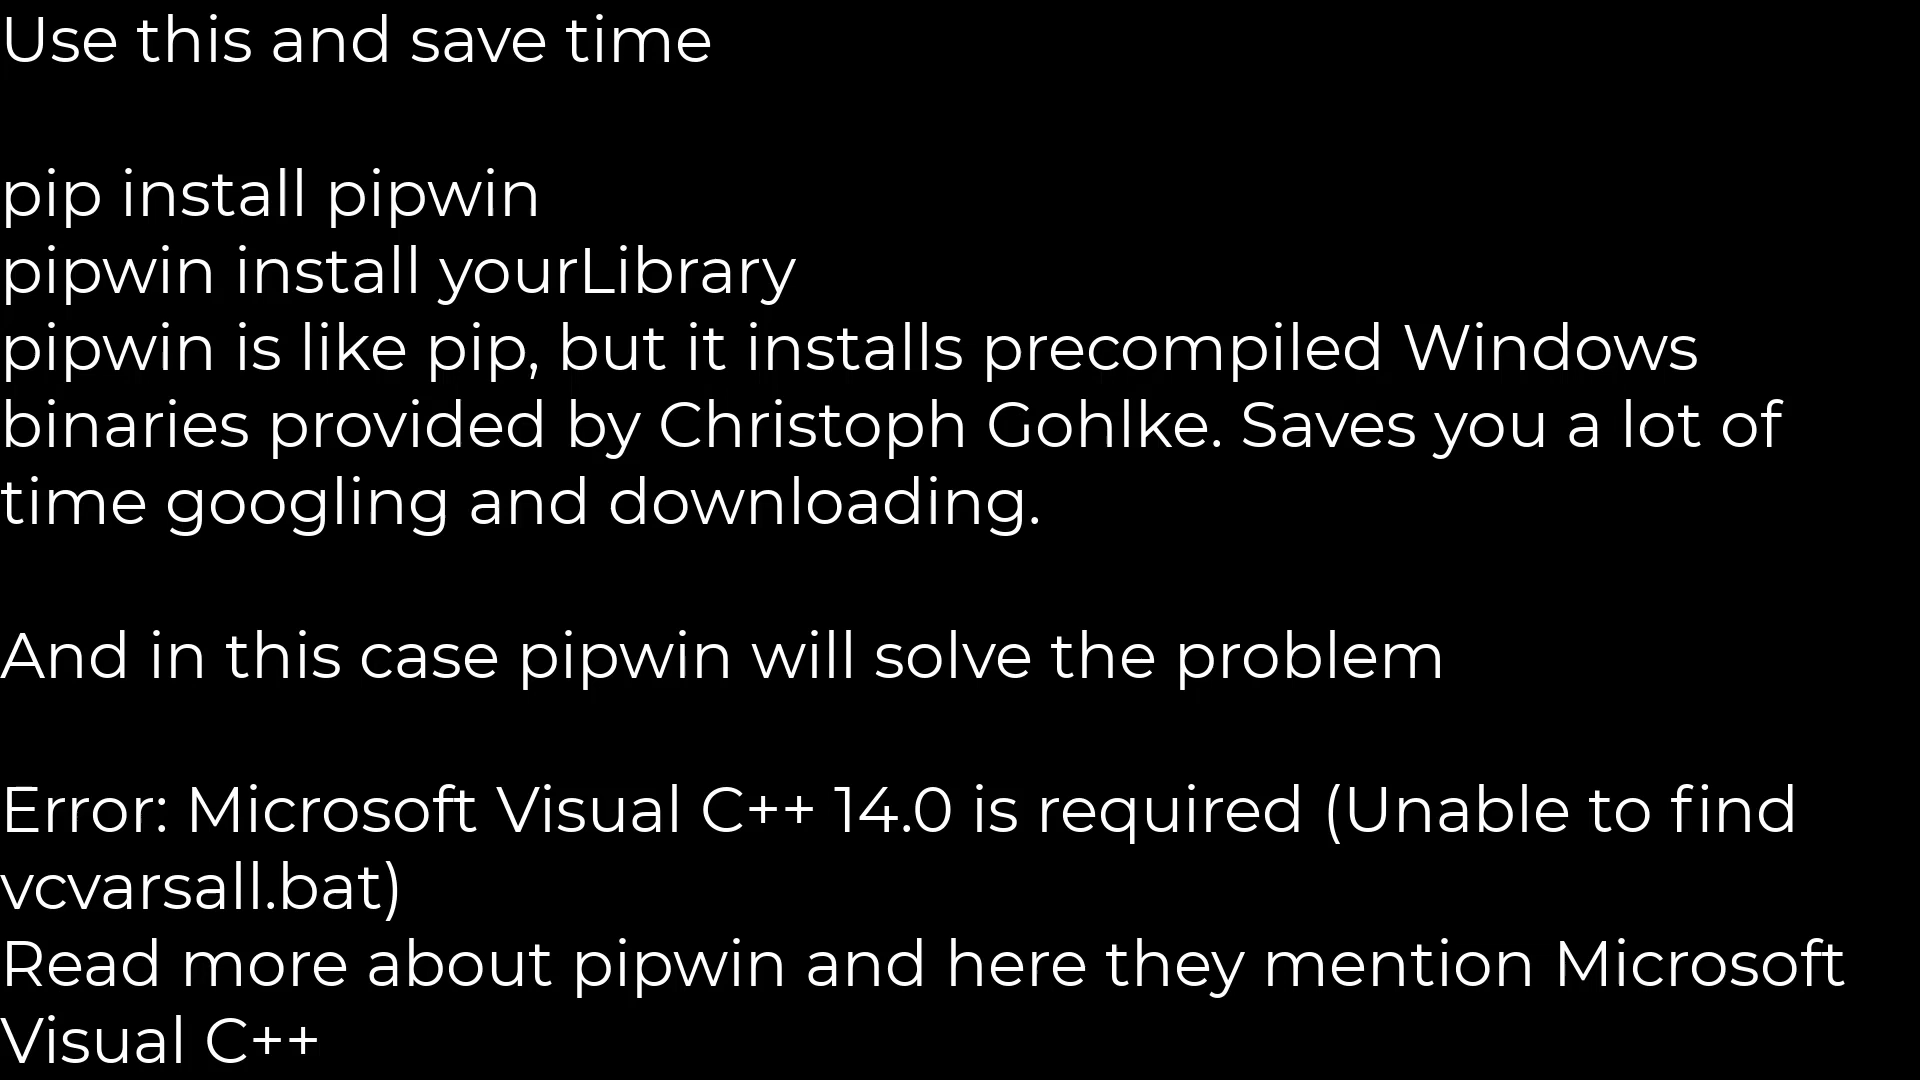 Use this and save time
pip install pipwin
pipwin install yourLibrary
pipwin is like pip, but it installs precompiled Windows
binaries provided by Christoph Gohlke. Saves you a lot of
time googling and downloading.
And in this case pipwin will solve the problem
Error: Microsoft Visual C++ 14.0 is required (Unable to find
vcvarsall.bat)
Read more about pipwin and here they mention Microsoft
Visual C++